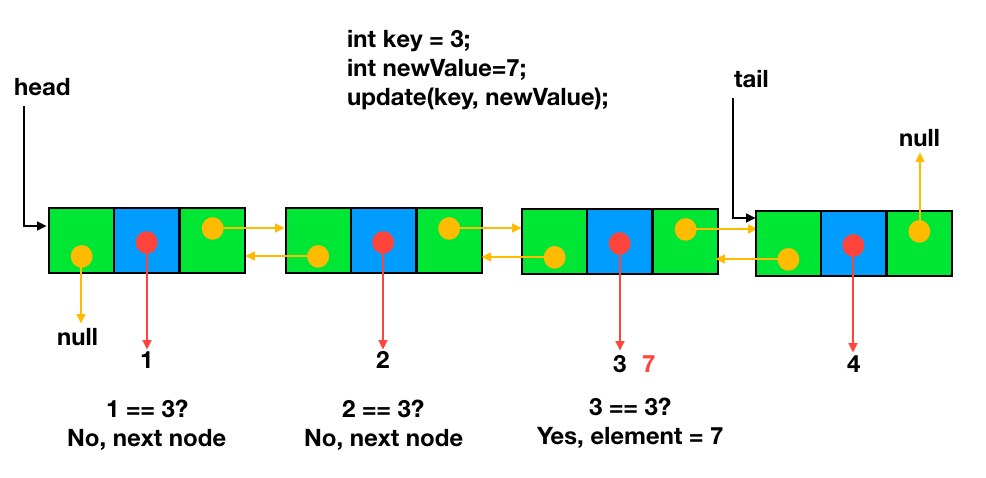 int key = 3;
int newValue=7;
update(key, newValue);
head
tail
null
null
1
2
3 7
4
1 == 3?
No, next node
2 == 3?
No, next node
3 == 3?
Yes, element = 7